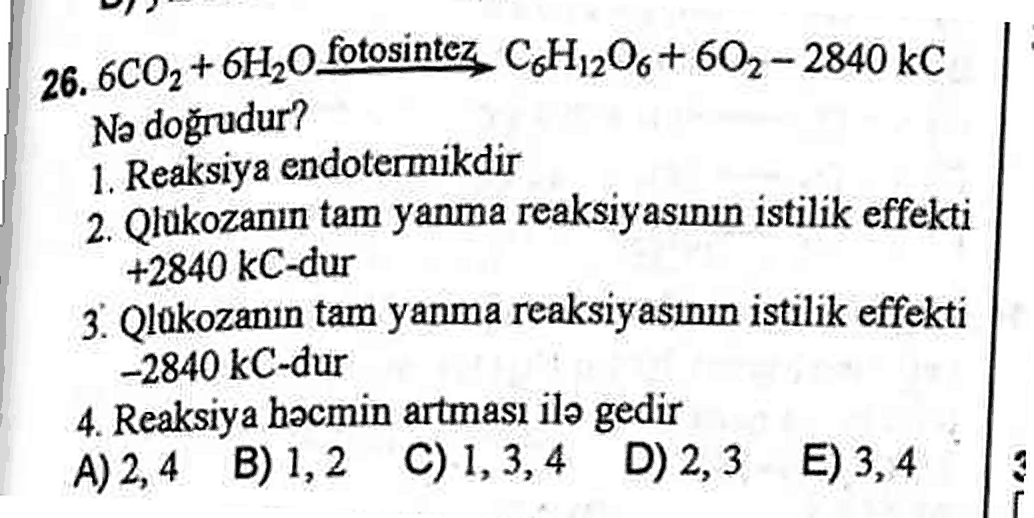 26. 6CO₂ + 6H₂O fotosintez C₆H₁₂O₆ + 6O₂ – 2840 kC
Nə doğrudur?
1. Reaksiya endotermikdir
2. Qlükozanın tam yanma reaksiyasının istilik effekti
+2840 kC-dur
3. Qlükozanın tam yanma reaksiyasının istilik effekti
–2840 kC-dur
4. Reaksiya həcmin artması ilə gedir
A) 2, 4 B) 1, 2 C) 1, 3, 4 D) 2, 3 E) 3, 4